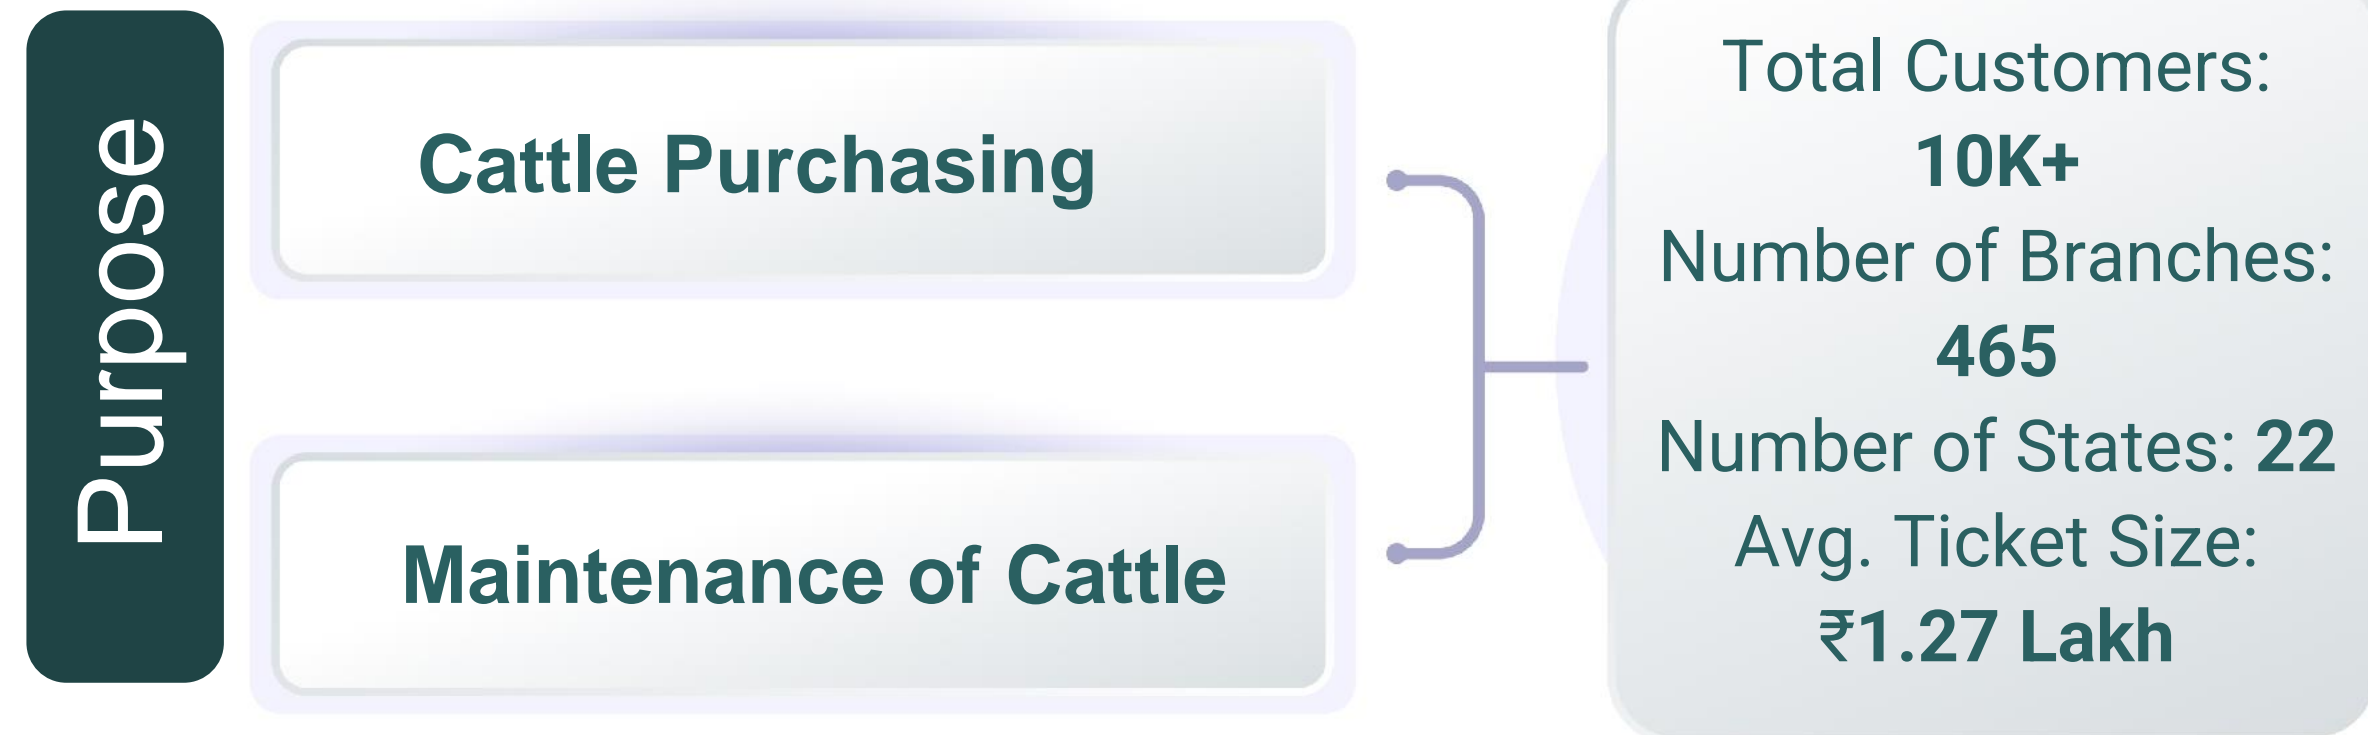 Purpose
Cattle Purchasing
Maintenance of Cattle
Total Customers:
10K+
Number of Branches:
465
Number of States: 22
Avg. Ticket Size:
₹1.27 Lakh